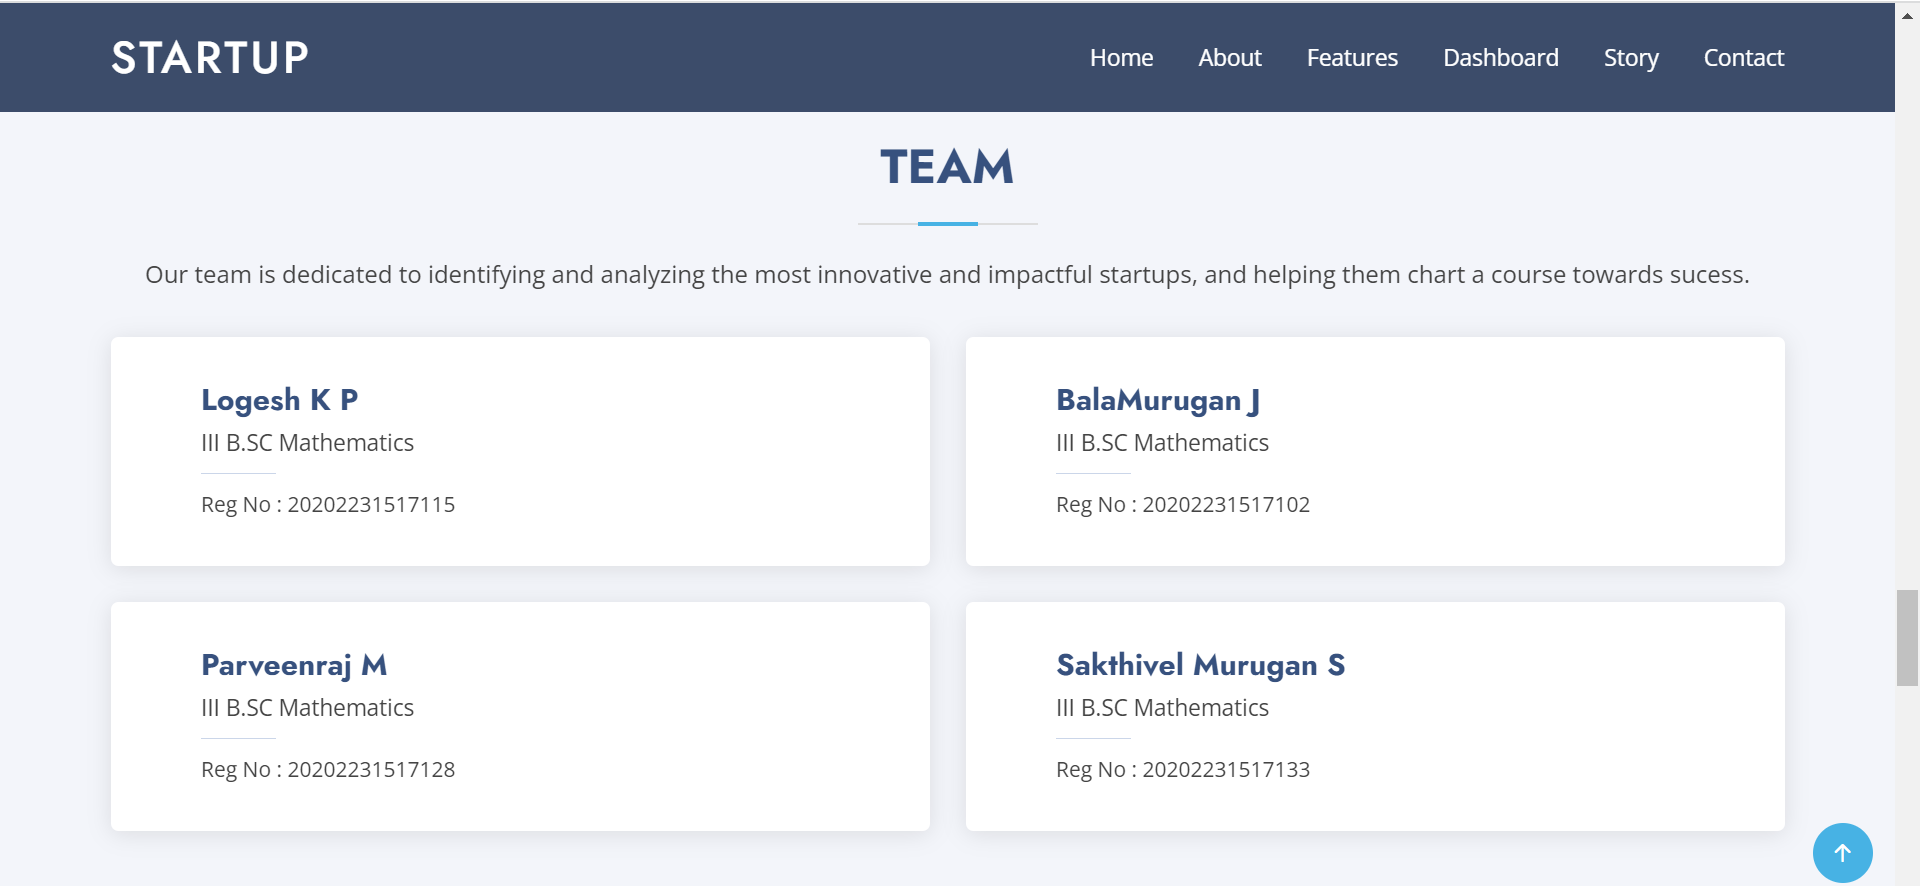 STARTUP
Home About Features Dashboard Story Contact
TEAM
Our team is dedicated to identifying and analyzing the most innovative and impactful startups, and helping them chart a course towards sucess.
Logesh K P
III B.SC Mathematics
Reg No : 20202231517115
BalaMurugan J
III B.SC Mathematics
Reg No : 20202231517102
Parveenraj M
III B.SC Mathematics
Reg No : 20202231517128
Sakthivel Murugan S
III B.SC Mathematics
Reg No : 20202231517133